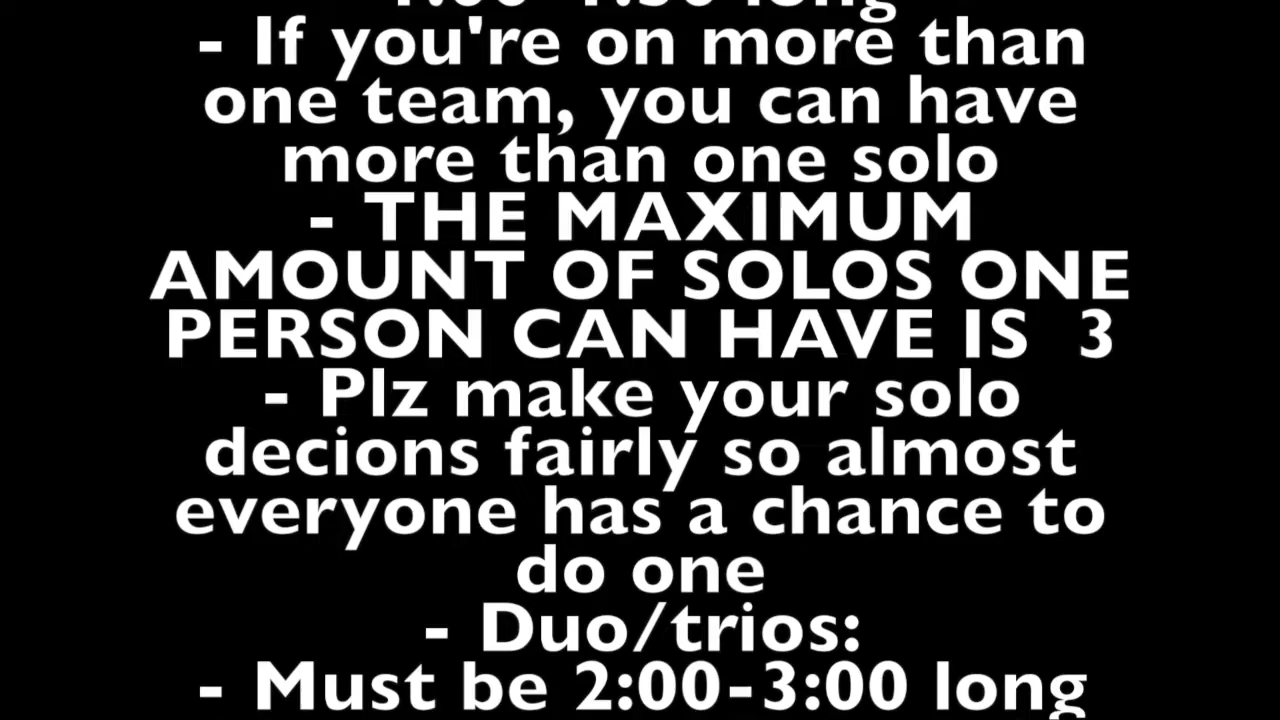 long
- If you're on more than
one team, you can have
more than one solo
- THE MAXIMUM
AMOUNT OF SOLOS ONE
PERSON CAN HAVE IS  3
- Plz make your solo
decions fairly so almost
everyone has a chance to
do one
- Duo/trios:
- Must be 2:00-3:00 long